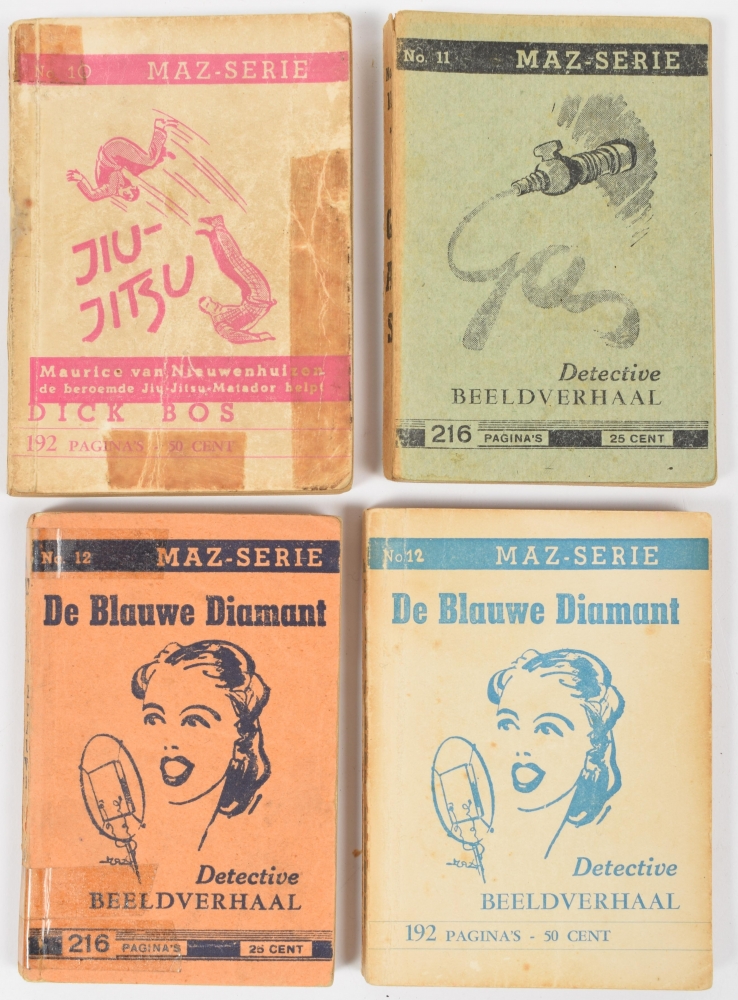 No. 10 MAZ-SERIE
JIU-
JITSU
Maurice van Nieuwenhuizen
de beroemde Jiu-Jitsu-Matador helpt
DICK BOS
192 PAGINA'S - 50 CENT
No. 11 MAZ-SERIE
Gas
GAS
Detective
BEELDVERHAAL
216 PAGINA'S 25 CENT
No. 12 MAZ-SERIE
De Blauwe Diamant
MAZ
Detective
BEELDVERHAAL
216 PAGINA'S 25 CENT
No 12 MAZ-SERIE
De Blauwe Diamant
MAZ
Detective
BEELDVERHAAL
192 PAGINA'S - 50 CENT